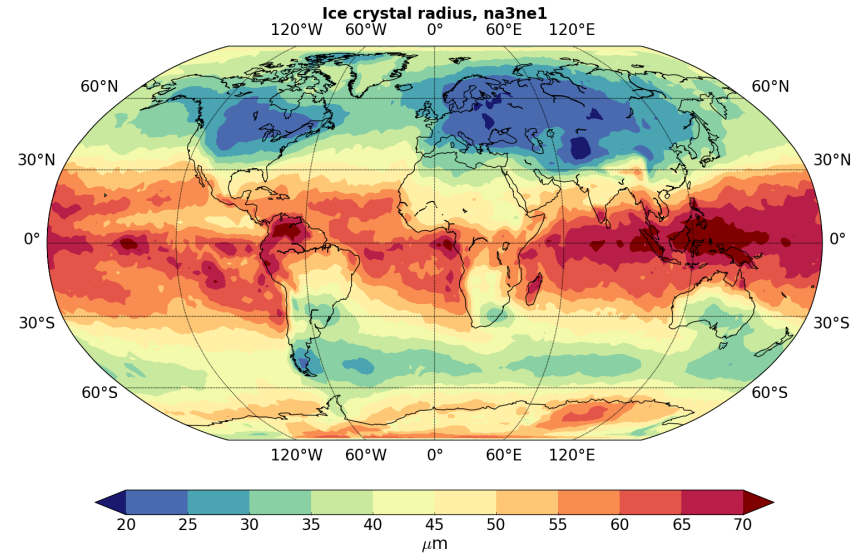 Ice crystal radius, na3ne1
120°W 60°W 0° 60°E 120°E
60°N 60°N
30°N 30°N
0° 0°
30°S 30°S
60°S 60°S
120°W 60°W 0° 60°E 120°E
20 25 30 35 40 45 50 55 60 65 70
μm